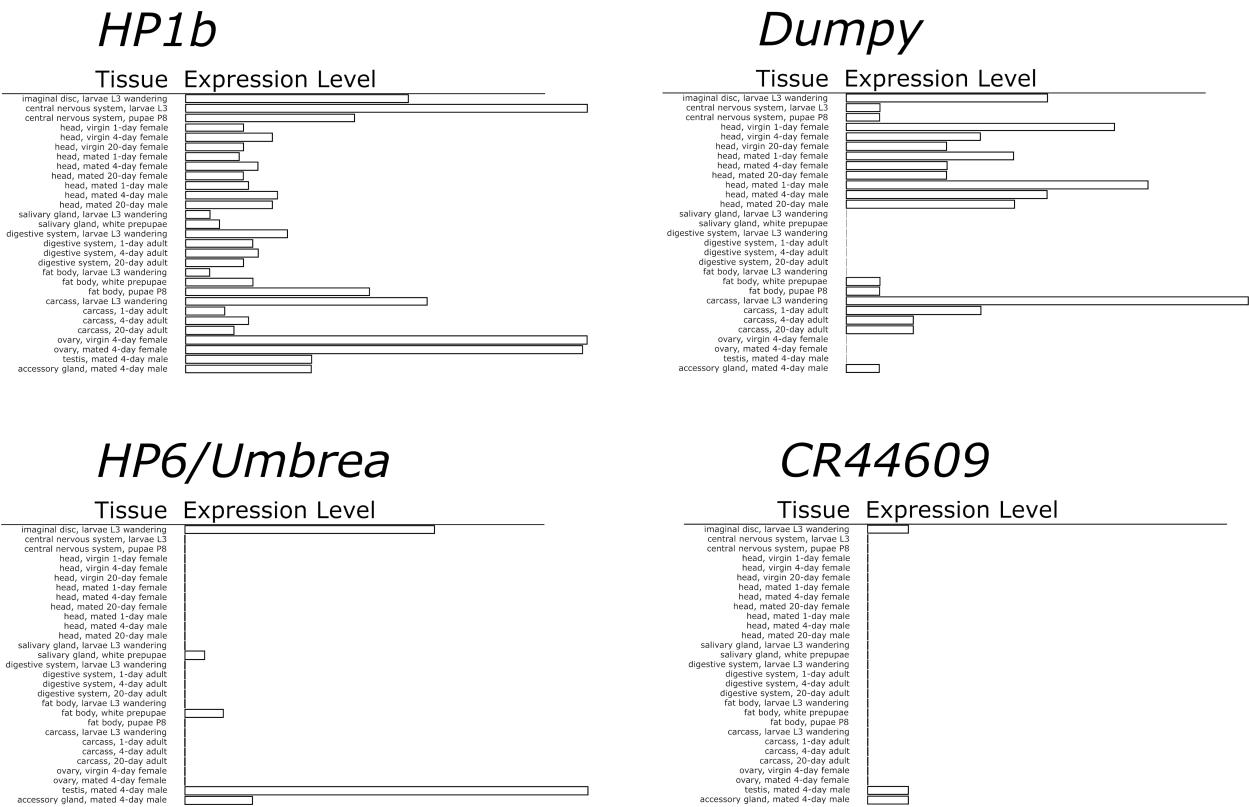 HP1b
Tissue Expression Level
imaginal disc, larvae L3 wandering
central nervous system, larvae L3
central nervous system, pupae P8
head, virgin 1-day female
head, virgin 4-day female
head, virgin 20-day female
head, mated 1-day female
head, mated 4-day female
head, mated 20-day female
head, mated 1-day male
head, mated 4-day male
head, mated 20-day male
salivary gland, larvae L3 wandering
salivary gland, white prepupae
digestive system, larvae L3 wandering
digestive system, 1-day adult
digestive system, 4-day adult
digestive system, 20-day adult
fat body, larvae L3 wandering
fat body, white prepupae
fat body, pupae P8
carcass, larvae L3 wandering
carcass, 1-day adult
carcass, 4-day adult
carcass, 20-day adult
ovary, virgin 4-day female
ovary, mated 4-day female
testis, mated 4-day male
accessory gland, mated 4-day male
Dumpy
Tissue Expression Level
imaginal disc, larvae L3 wandering
central nervous system, larvae L3
central nervous system, pupae P8
head, virgin 1-day female
head, virgin 4-day female
head, virgin 20-day female
head, mated 1-day female
head, mated 4-day female
head, mated 20-day female
head, mated 1-day male
head, mated 4-day male
head, mated 20-day male
salivary gland, larvae L3 wandering
salivary gland, white prepupae
digestive system, larvae L3 wandering
digestive system, 1-day adult
digestive system, 4-day adult
digestive system, 20-day adult
fat body, larvae L3 wandering
fat body, white prepupae
fat body, pupae P8
carcass, larvae L3 wandering
carcass, 1-day adult
carcass, 4-day adult
carcass, 20-day adult
ovary, virgin 4-day female
ovary, mated 4-day female
testis, mated 4-day male
accessory gland, mated 4-day male
HP6/Umbrea
Tissue Expression Level
imaginal disc, larvae L3 wandering
central nervous system, larvae L3
central nervous system, pupae P8
head, virgin 1-day female
head, virgin 4-day female
head, virgin 20-day female
head, mated 1-day female
head, mated 4-day female
head, mated 20-day female
head, mated 1-day male
head, mated 4-day male
head, mated 20-day male
salivary gland, larvae L3 wandering
salivary gland, white prepupae
digestive system, larvae L3 wandering
digestive system, 1-day adult
digestive system, 4-day adult
digestive system, 20-day adult
fat body, larvae L3 wandering
fat body, white prepupae
fat body, pupae P8
carcass, larvae L3 wandering
carcass, 1-day adult
carcass, 4-day adult
carcass, 20-day adult
ovary, virgin 4-day female
ovary, mated 4-day female
testis, mated 4-day male
accessory gland, mated 4-day male
CR44609
Tissue Expression Level
imaginal disc, larvae L3 wandering
central nervous system, larvae L3
central nervous system, pupae P8
head, virgin 1-day female
head, virgin 4-day female
head, virgin 20-day female
head, mated 1-day female
head, mated 4-day female
head, mated 20-day female
head, mated 1-day male
head, mated 4-day male
head, mated 20-day male
salivary gland, larvae L3 wandering
salivary gland, white prepupae
digestive system, larvae L3 wandering
digestive system, 1-day adult
digestive system, 4-day adult
digestive system, 20-day adult
fat body, larvae L3 wandering
fat body, white prepupae
fat body, pupae P8
carcass, larvae L3 wandering
carcass, 1-day adult
carcass, 4-day adult
carcass, 20-day adult
ovary, virgin 4-day female
ovary, mated 4-day female
testis, mated 4-day male
accessory gland, mated 4-day male